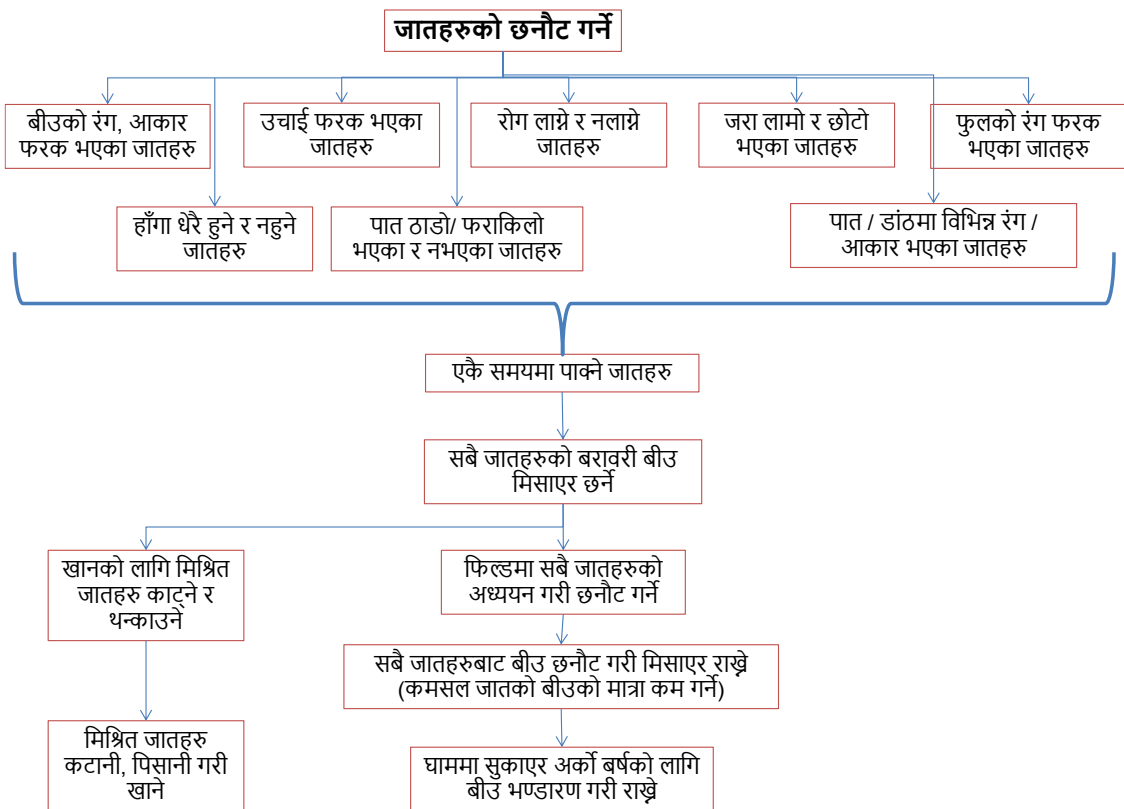 जातहरुको छनौट गर्ने
बीउको रंग, आकार
फरक भएका जातहरु
उचाई फरक भएका
जातहरु
रोग लाग्ने र नलाग्ने
जातहरु
जरा लामो र छोटो
भएका जातहरु
फुलको रंग फरक
भएका जातहरु
हाँगा धेरै हुने र नहुने
जातहरु
पात ठाडो/ फराकिलो
भएका र नभएका जातहरु
पात / डांठमा विभिन्न रंग /
आकार भएका जातहरु
एकै समयमा पाक्ने जातहरु
सबै जातहरुको बरावरी बीउ
मिसाएर छर्ने
खानको लागि मिश्रित
जातहरु काट्ने र
थन्काउने
फिल्डमा सबै जातहरुको
अध्ययन गरी छनौट गर्ने
सबै जातहरुबाट बीउ छनौट गरी मिसाएर राख्ने
(कमसल जातको बीउको मात्रा कम गर्ने)
मिश्रित जातहरु
कटानी, पिसानी गरी
खाने
घाममा सुकाएर अर्को बर्षको लागि
बीउ भण्डारण गरी राख्ने